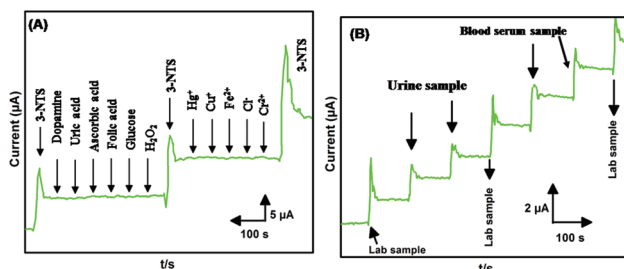 (A)
Current (µA)
3-NTS
Dopamine
Uric acid
Ascorbic acid
Folic acid
Glucose
H2O2
3-NTS
Hg+
Cu+
Fe2+
Cl-
Cr2+
3-NTS
5 µA
100 s
t/s
(B)
Current (µA)
Lab sample
Urine sample
Lab sample
Blood serum sample
Lab sample
2 µA
100 s
t/s